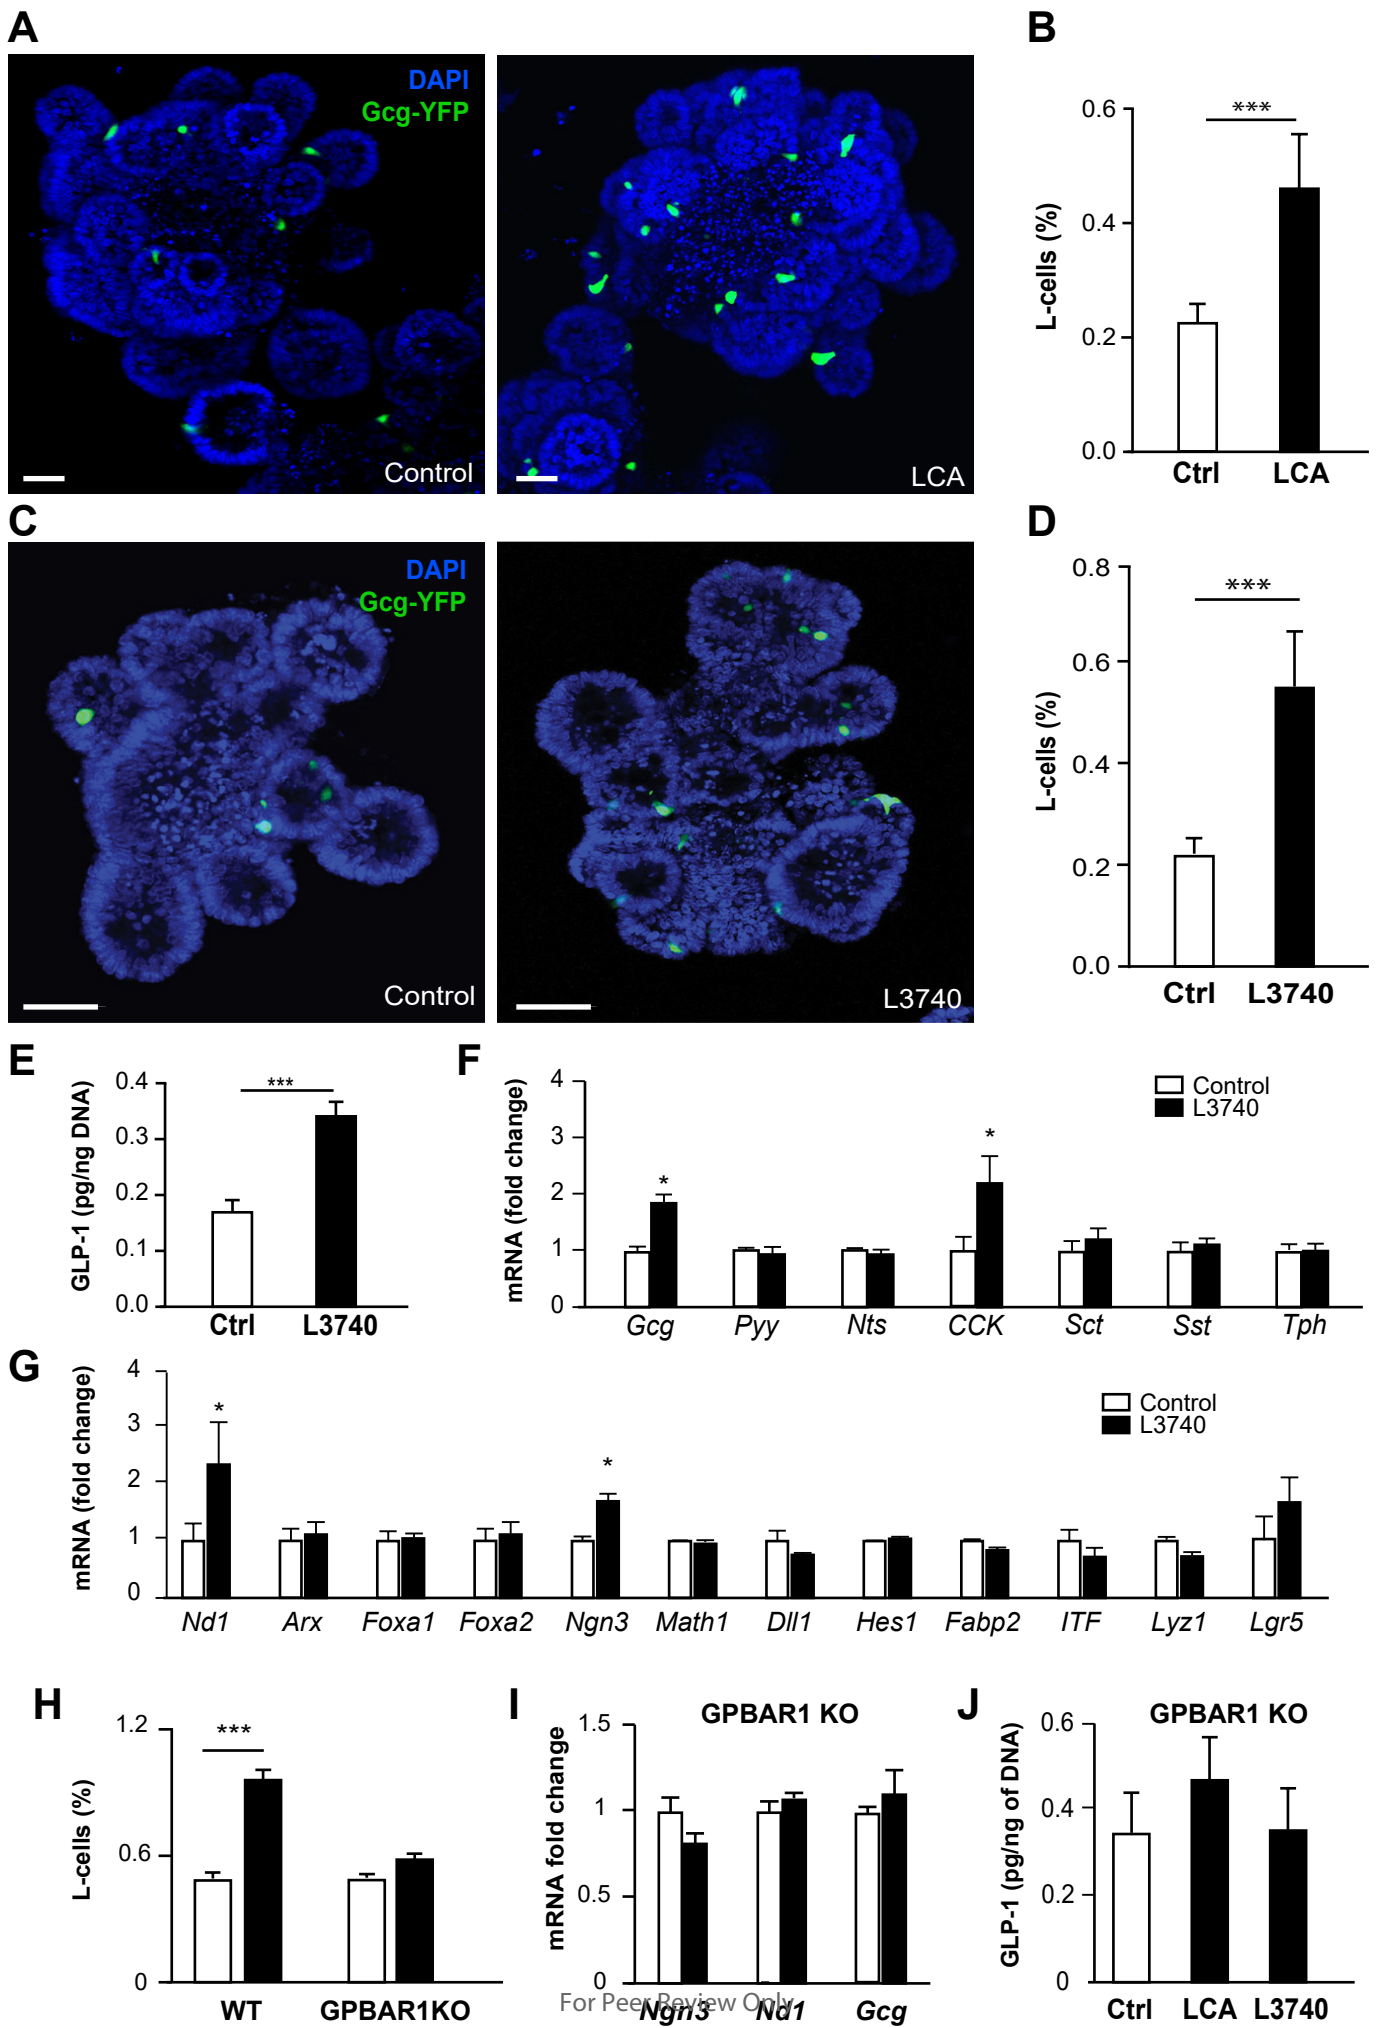 A
DAPI
Gcg-YFP
Control
LCA
B
L-cells (%)
0.6
0.4
0.2
0.0
***
Ctrl LCA
C
DAPI
Gcg-YFP
Control
L3740
D
L-cells (%)
0.8
0.6
0.4
0.2
0.0
***
Ctrl L3740
E
GLP-1 (pg/ng DNA)
0.4
0.3
0.2
0.1
0.0
***
Ctrl L3740
F
mRNA (fold change)
4
3
2
1
0
*
*
Control
L3740
Gcg Pyy Nts CCK Sct Sst Tph
G
mRNA (fold change)
4
3
2
1
0
*
*
Control
L3740
Nd1 Arx Foxa1 Foxa2 Ngn3 Math1 Dll1 Hes1 Fabp2 ITF Lyz1 Lgr5
H
L-cells (%)
1.2
0.6
0
***
WT GPBAR1KO
I
GPBAR1 KO
mRNA fold change
1.5
1
0.5
0
Ngn3 Nd1 Gcg
J
GPBAR1 KO
GLP-1 (pg/ng of DNA)
0.6
0.4
0.2
0
Ctrl LCA L3740
For Peer Review Only